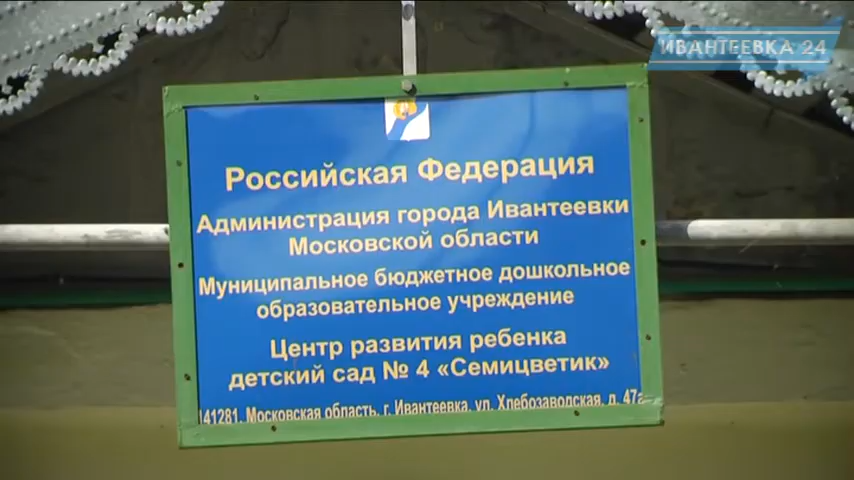 ИВАНТЕЕВКА 24
Российская Федерация
Администрация города Ивантеевки
Московской области
Муниципальное бюджетное дошкольное
образовательное учреждение
Центр развития ребенка
детский сад № 4 «Семицветик»
141281, Московская область, г. Ивантеевка, ул. Хлебозаводская, д. 47а